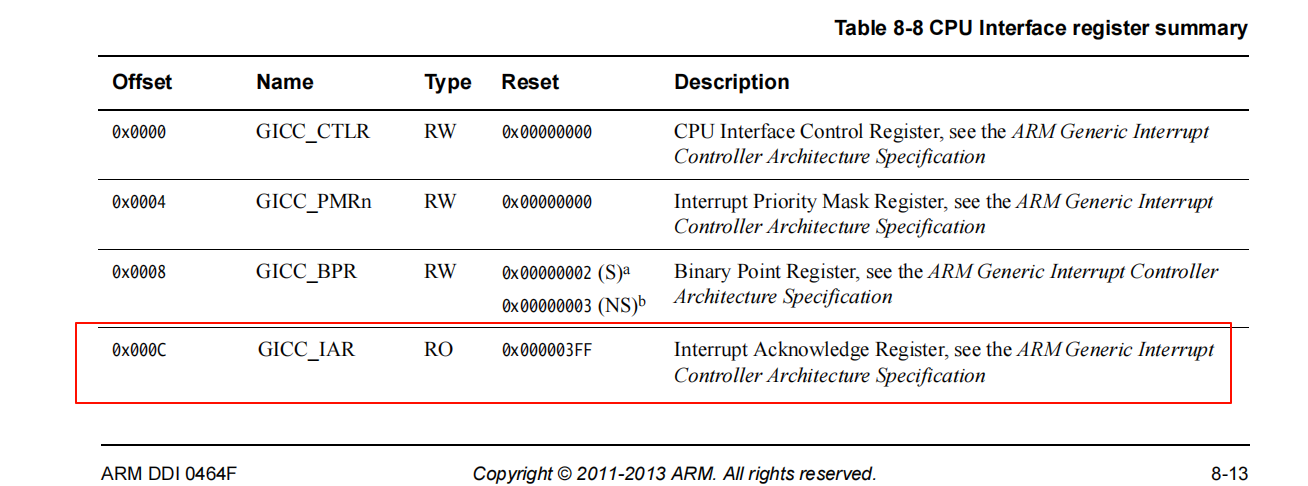 Table 8-8 CPU Interface register summary
Offset Name Type Reset Description
0x0000 GICC_CTLR RW 0x00000000 CPU Interface Control Register, see the ARM Generic Interrupt
Controller Architecture Specification
0x0004 GICC_PMRn RW 0x00000000 Interrupt Priority Mask Register, see the ARM Generic Interrupt
Controller Architecture Specification
0x0008 GICC_BPR RW 0x00000002 (S)a Binary Point Register, see the ARM Generic Interrupt Controller
0x00000003 (NS)b Architecture Specification
0x000C GICC_IAR RO 0x000003FF Interrupt Acknowledge Register, see the ARM Generic Interrupt
Controller Architecture Specification
ARM DDI 0464F Copyright © 2011-2013 ARM. All rights reserved. 8-13